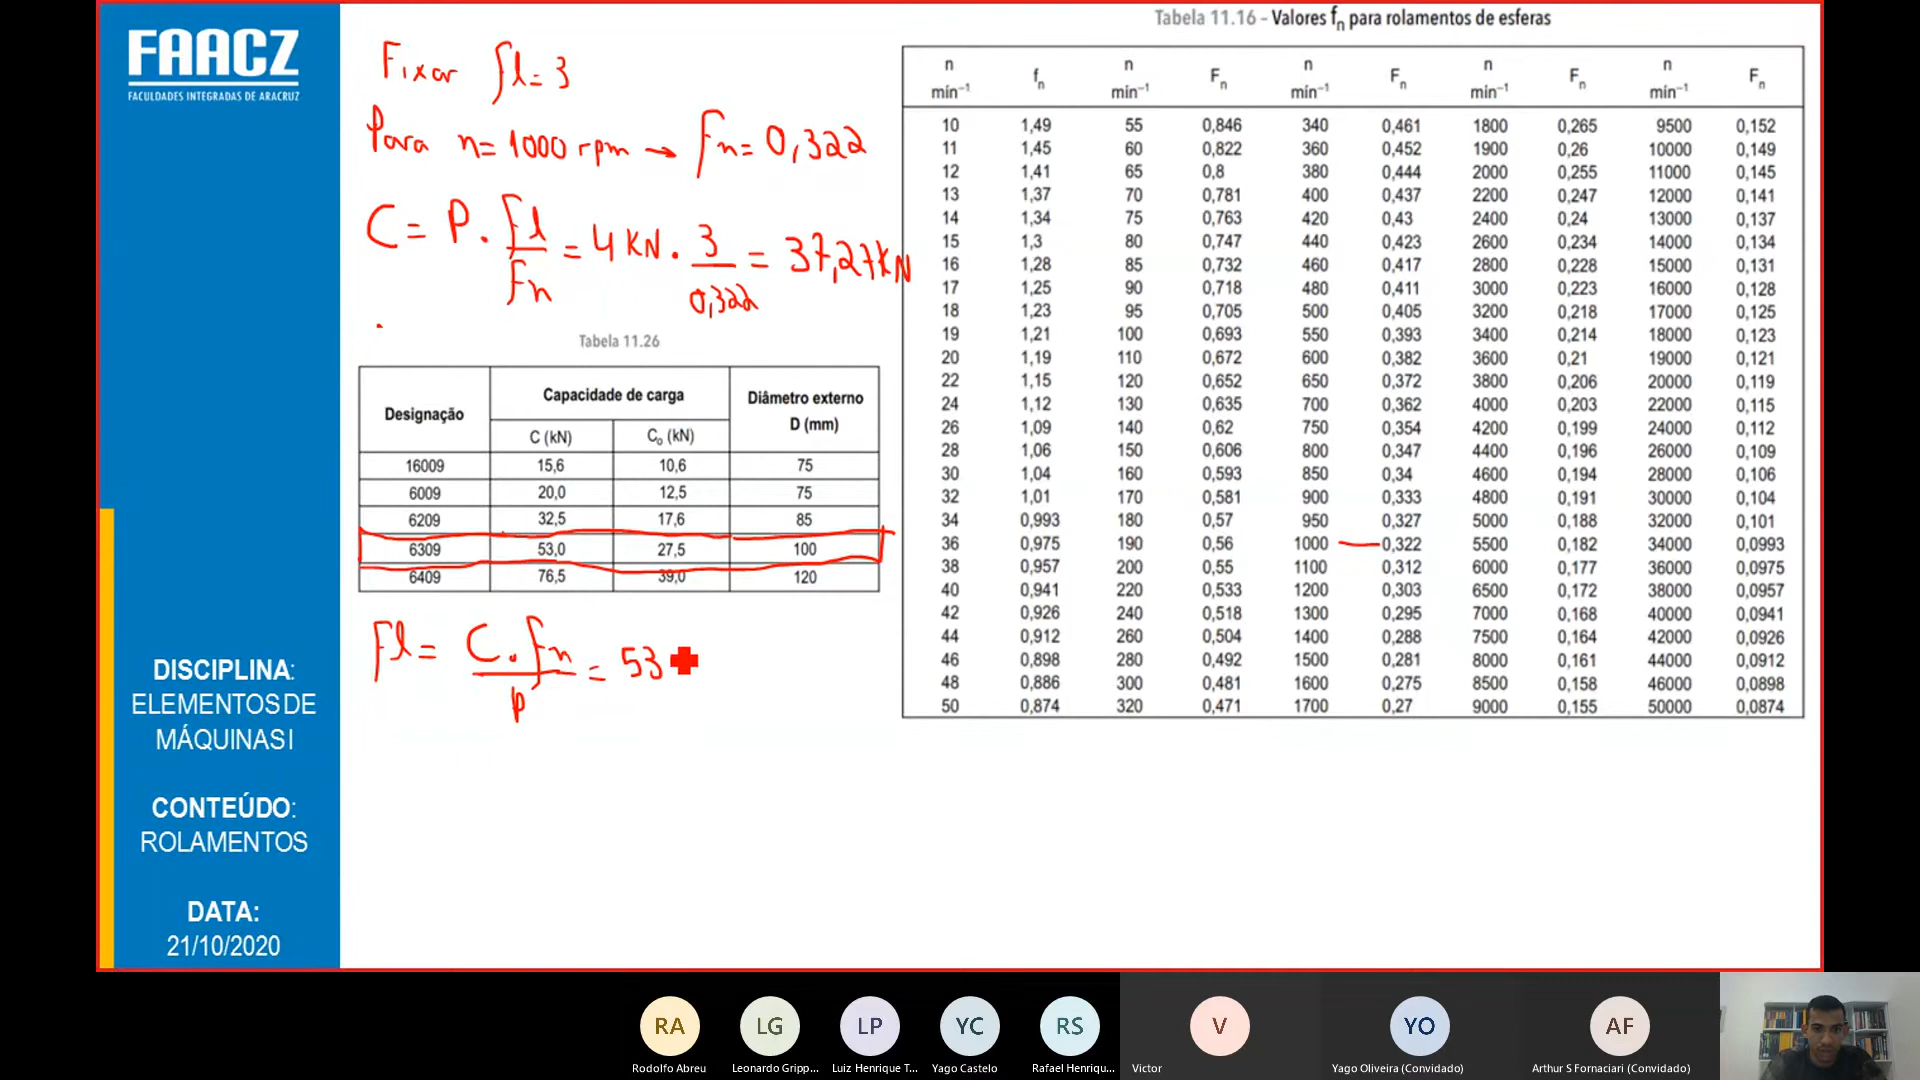 FAACZ
FACULDADES INTEGRADAS DE ARACRUZ
DISCIPLINA:
ELEMENTOS DE
MÁQUINAS I
CONTEÚDO:
ROLAMENTOS
DATA:
21/10/2020
Fixar fl = 3
Para n = 1000 rpm → fn = 0,322
C = P . fl / fn = 4 KN . 3 / 0,322 = 37,27 kN
Tabela 11.26
Designação Capacidade de carga Diâmetro externo D (mm)
C (kN) C₀ (kN)
16009 15,6 10,6 75
6009 20,0 12,5 75
6209 32,5 17,6 85
6309 53,0 27,5 100
6409 76,5 39,0 120
fl = C . fn / P = 53
Tabela 11.16 - Valores fn para rolamentos de esferas
n fn n Fn n Fn n Fn n Fn
min⁻¹ min⁻¹ min⁻¹ min⁻¹ min⁻¹
10 1,49 55 0,846 340 0,461 1800 0,265 9500 0,152
11 1,45 60 0,822 360 0,452 1900 0,26 10000 0,149
12 1,41 65 0,8 380 0,444 2000 0,255 11000 0,145
13 1,37 70 0,781 400 0,437 2200 0,247 12000 0,141
14 1,34 75 0,763 420 0,43 2400 0,24 13000 0,137
15 1,3 80 0,747 440 0,423 2600 0,234 14000 0,134
16 1,28 85 0,732 460 0,417 2800 0,228 15000 0,131
17 1,25 90 0,718 480 0,411 3000 0,223 16000 0,128
18 1,23 95 0,705 500 0,405 3200 0,218 17000 0,125
19 1,21 100 0,693 550 0,393 3400 0,214 18000 0,123
20 1,19 110 0,672 600 0,382 3600 0,21 19000 0,121
22 1,15 120 0,652 650 0,372 3800 0,206 20000 0,119
24 1,12 130 0,635 700 0,362 4000 0,203 22000 0,115
26 1,09 140 0,62 750 0,354 4200 0,199 24000 0,112
28 1,06 150 0,606 800 0,347 4400 0,196 26000 0,109
30 1,04 160 0,593 850 0,34 4600 0,194 28000 0,106
32 1,01 170 0,581 900 0,333 4800 0,191 30000 0,104
34 0,993 180 0,57 950 0,327 5000 0,188 32000 0,101
36 0,975 190 0,56 1000 0,322 5500 0,182 34000 0,0993
38 0,957 200 0,55 1100 0,312 6000 0,177 36000 0,0975
40 0,941 220 0,533 1200 0,303 6500 0,172 38000 0,0957
42 0,926 240 0,518 1300 0,295 7000 0,168 40000 0,0941
44 0,912 260 0,504 1400 0,288 7500 0,164 42000 0,0926
46 0,898 280 0,492 1500 0,281 8000 0,161 44000 0,0912
48 0,886 300 0,481 1600 0,275 8500 0,158 46000 0,0898
50 0,874 320 0,471 1700 0,27 9000 0,155 50000 0,0874
RA LG LP YC RS V YO AF
Rodolfo Abreu Leonardo Gripp... Luiz Henrique T... Yago Castelo Rafael Henriqu... Victor Yago Oliveira (Convidado) Arthur S Fornaciari (Convidado)